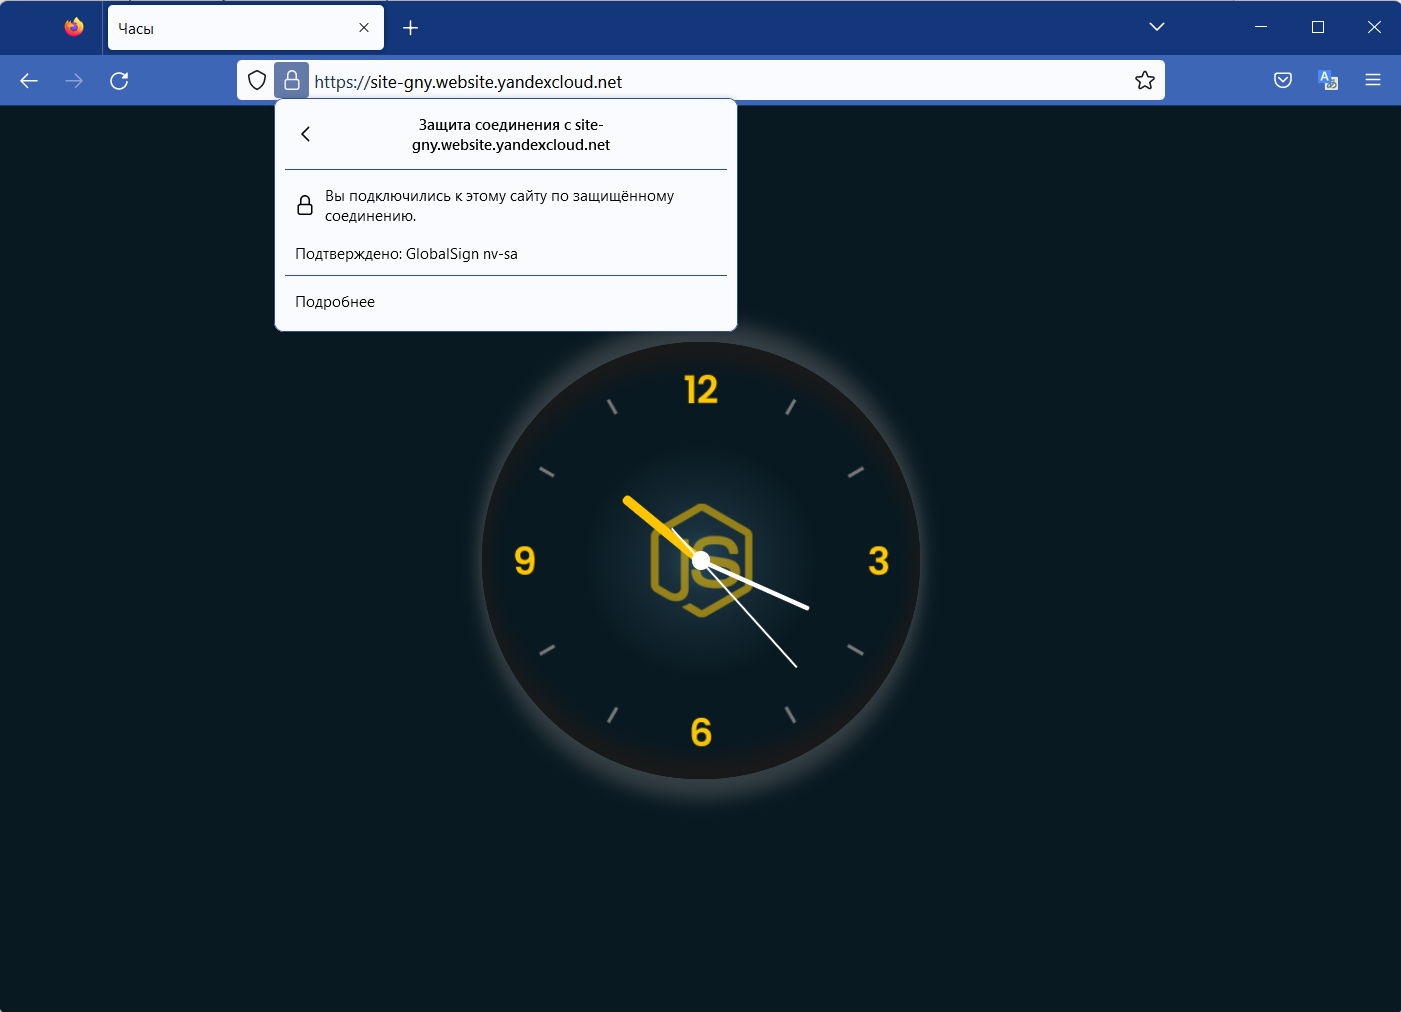 Часы
https://site-gny.website.yandexcloud.net
Защита соединения с site-
gny.website.yandexcloud.net
Вы подключились к этому сайту по защищённому
соединению.
Подтверждено: GlobalSign nv-sa
Подробнее
12
9
JS
3
6